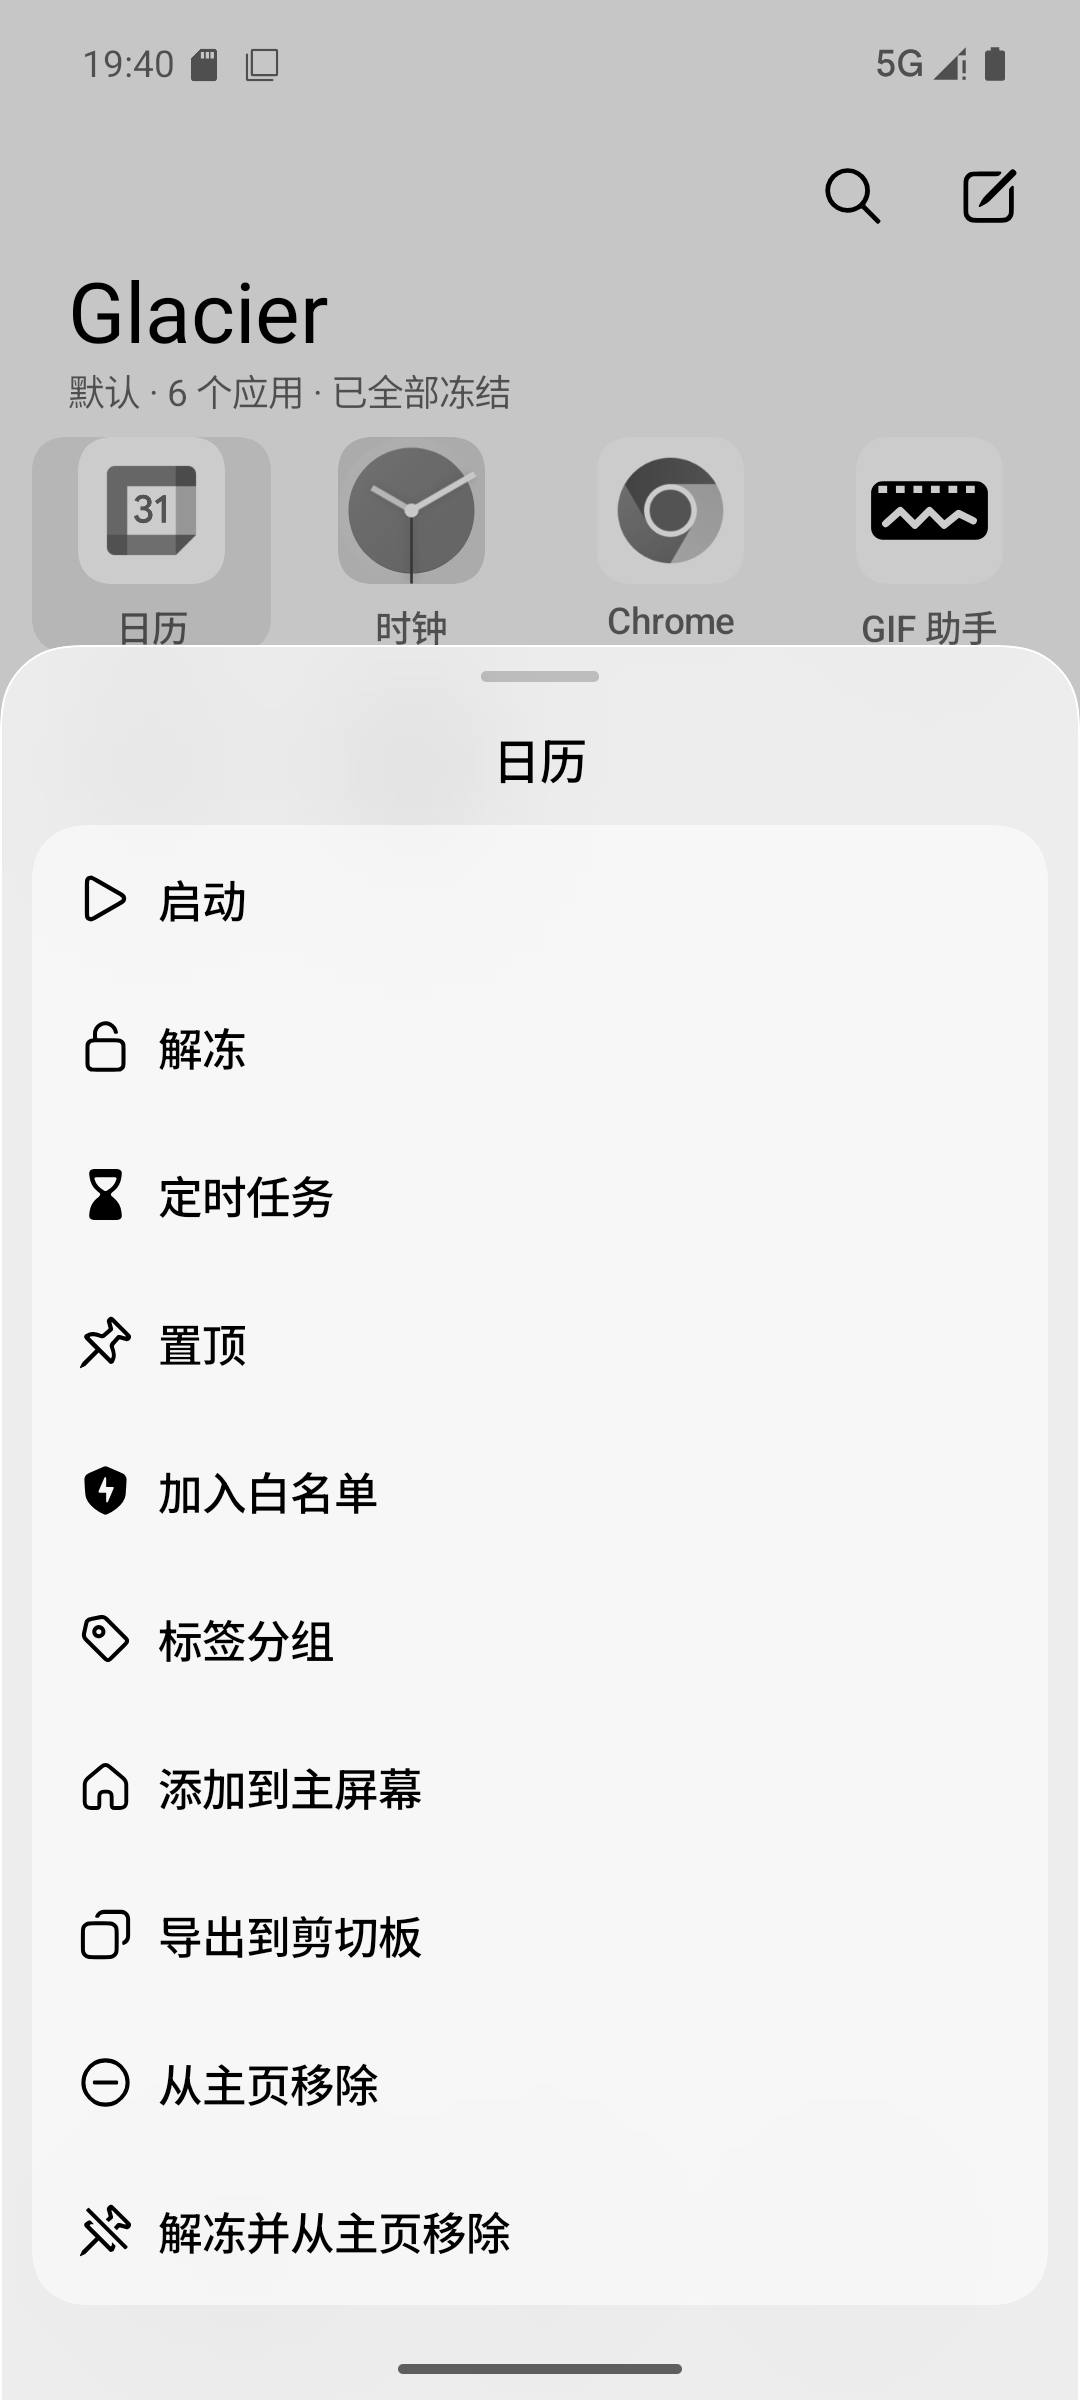 19:40
5G
Glacier
默认 · 6 个应用 · 已全部冻结
31
日历
时钟
Chrome
GIF 助手
日历
启动
解冻
定时任务
置顶
加入白名单
标签分组
添加到主屏幕
导出到剪切板
从主页移除
解冻并从主页移除